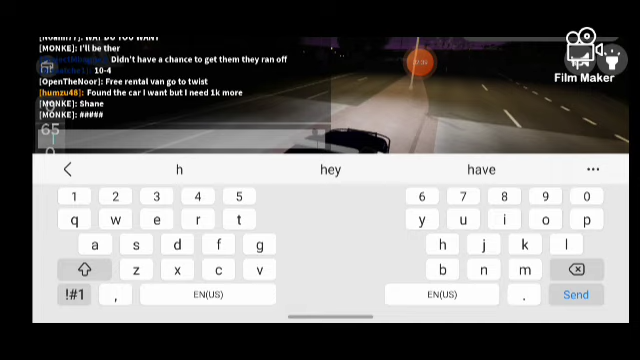 [MONKE]: I'll be ther
Didn't have a chance to get them they ran off
10-4
[OpenTheNoor]: Free rental van go to twist
[humzu48]: Found the car I want but I need 1k more
[MONKE]: Shane
[MONKE]: #####
65
Film Maker
h hey have ...
1 2 3 4 5 6 7 8 9 0
q w e r t y u i o p
a s d f g h j k l
z x c v b n m
!#1 , EN(US) EN(US) . Send